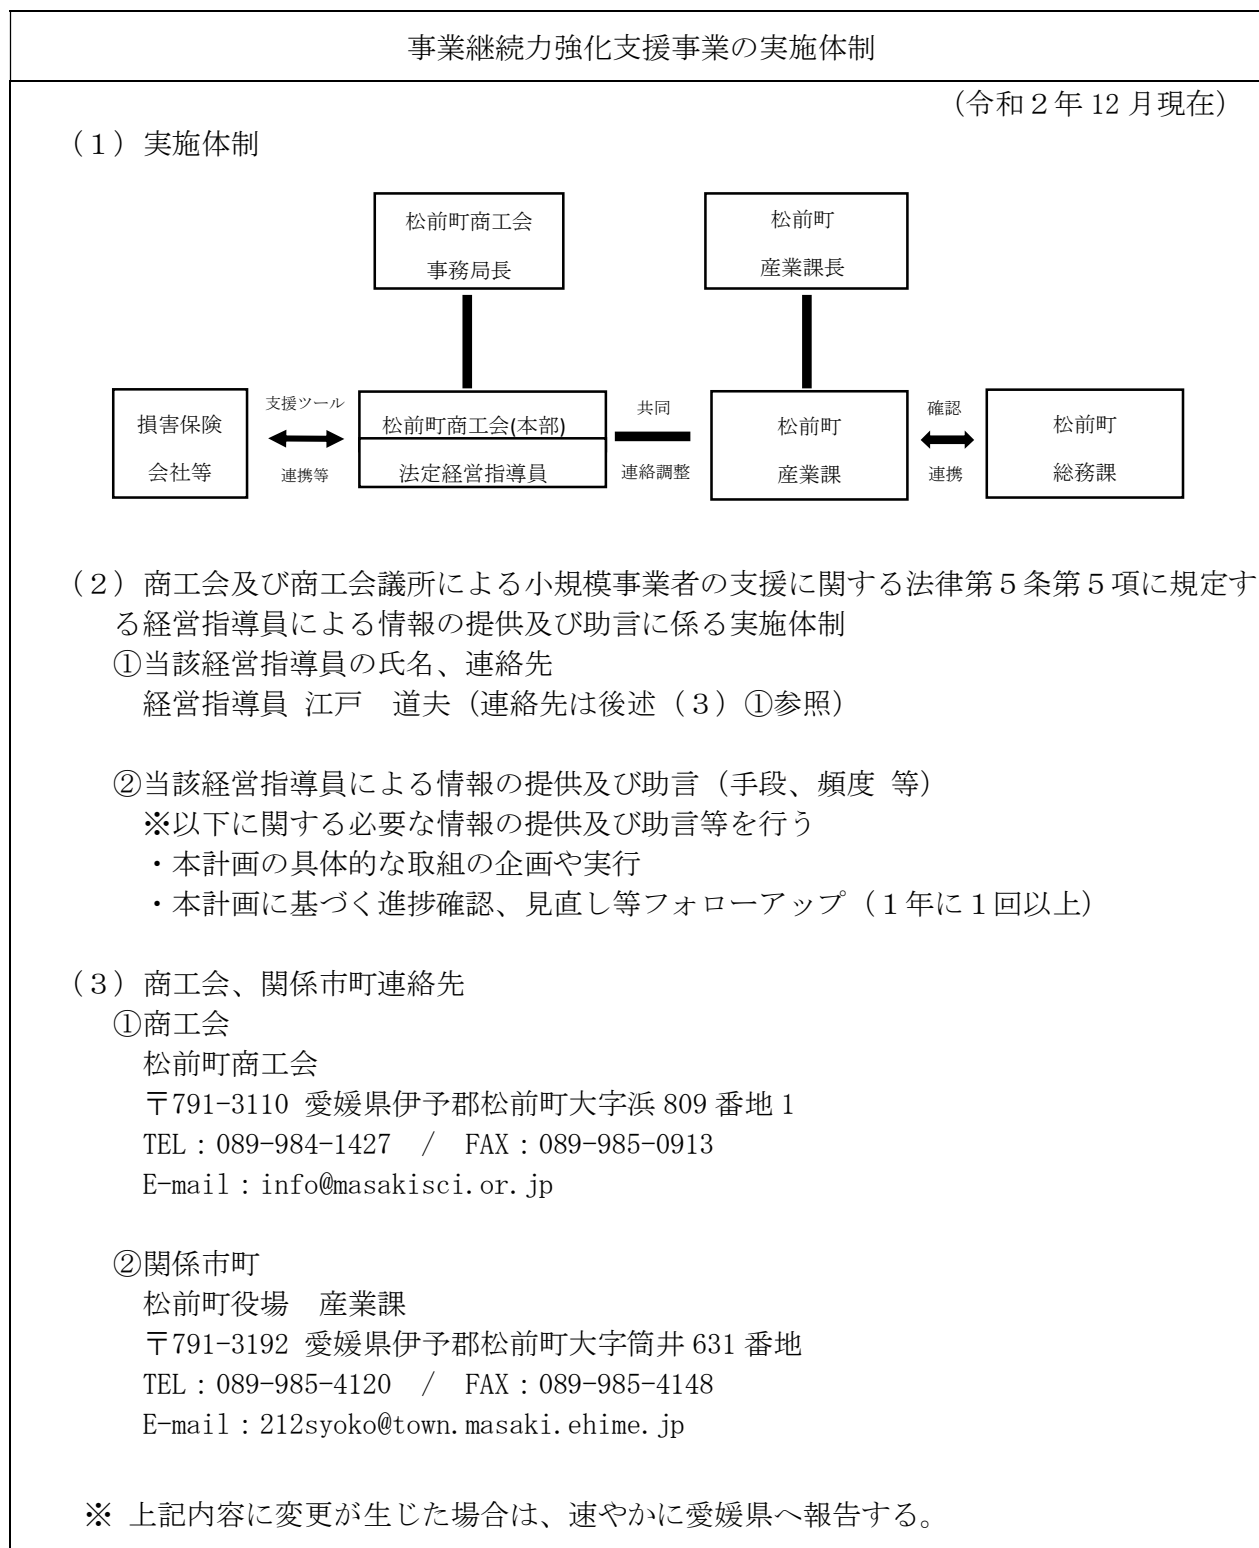 事業継続力強化支援事業の実施体制
（令和２年 12 月現在）
（１）実施体制
松前町商工会
事務局長
松前町
産業課長
損害保険
会社等
支援ツール
連携等
松前町商工会(本部)
法定経営指導員
共同
連絡調整
松前町
産業課
確認
連携
松前町
総務課
（２）商工会及び商工会議所による小規模事業者の支援に関する法律第５条第５項に規定す
る経営指導員による情報の提供及び助言に係る実施体制
①当該経営指導員の氏名、連絡先
経営指導員 江戸　道夫（連絡先は後述（３）①参照）
②当該経営指導員による情報の提供及び助言（手段、頻度 等）
※以下に関する必要な情報の提供及び助言等を行う
・本計画の具体的な取組の企画や実行
・本計画に基づく進捗確認、見直し等フォローアップ（１年に１回以上）
（３）商工会、関係市町連絡先
①商工会
松前町商工会
〒791-3110 愛媛県伊予郡松前町大字浜 809 番地 1
TEL：089-984-1427　/　FAX：089-985-0913
E-mail：info@masakisci.or.jp
②関係市町
松前町役場　産業課
〒791-3192 愛媛県伊予郡松前町大字筒井 631 番地
TEL：089-985-4120　/　FAX：089-985-4148
E-mail：212syoko@town.masaki.ehime.jp
※ 上記内容に変更が生じた場合は、速やかに愛媛県へ報告する。